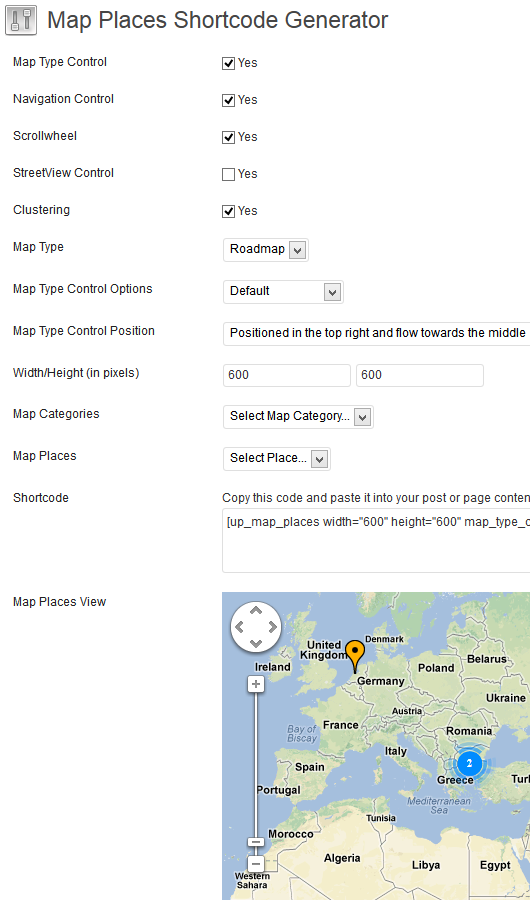 Map Places Shortcode Generator
Map Type Control Yes
Navigation Control Yes
Scrollwheel Yes
StreetView Control Yes
Clustering Yes
Map Type Roadmap
Map Type Control Options Default
Map Type Control Position Positioned in the top right and flow towards the middle
Width/Height (in pixels) 600 600
Map Categories Select Map Category...
Map Places Select Place...
Shortcode Copy this code and paste it into your post or page conten
[up_map_places width="600" height="600" map_type_c
Map Places View
Denmark
United
Kingdom
Ireland
Belarus
Poland
Germany
Ukraine
Austria
France
Romania
Bay of
Biscay
Italy
2
Spain
Greece
Tur
Portugal
Mediterranean
Sea
Tunisia
Morocco
Algeria
Libya
Egypt
Western
Sahara